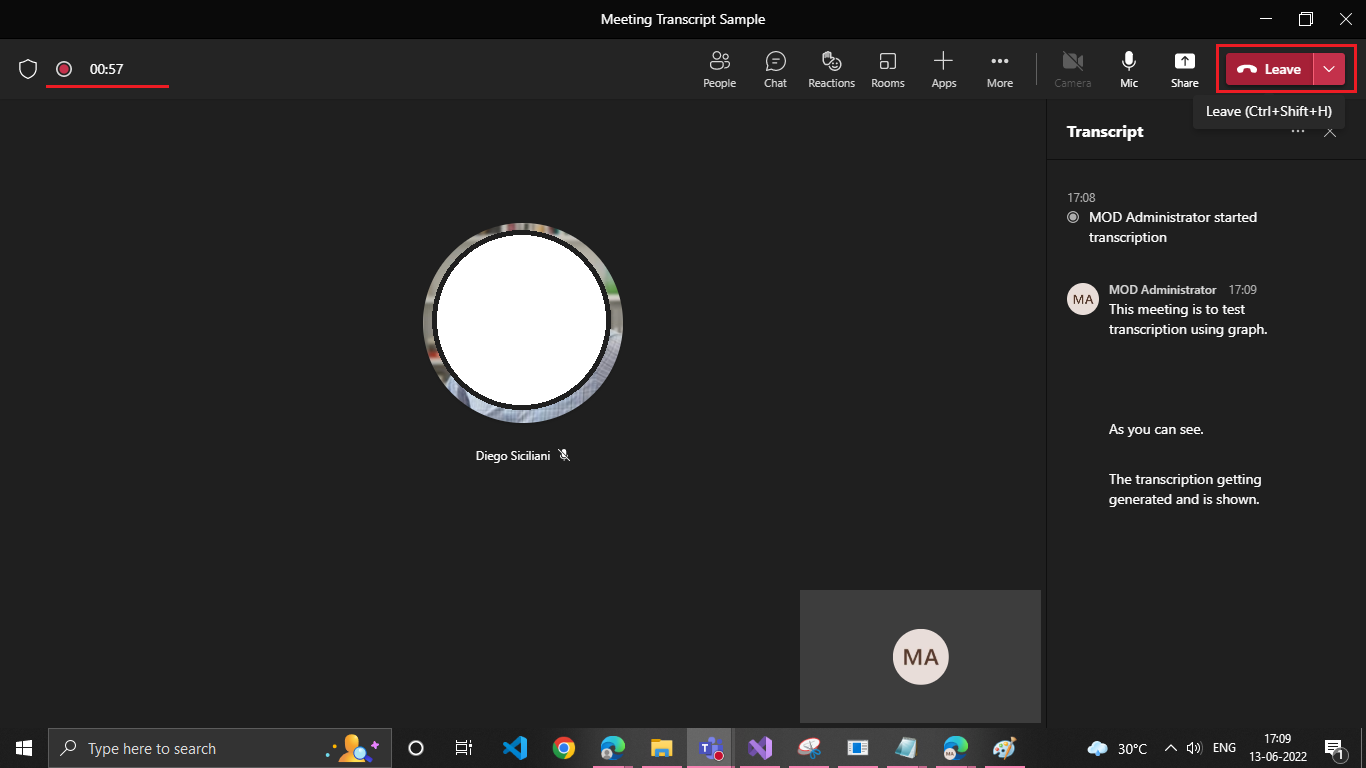 Meeting Transcript Sample
00:57
People
Chat
Reactions
Rooms
Apps
More
Camera
Mic
Share
Leave
Leave (Ctrl+Shift+H)
Transcript
17:08
MOD Administrator started
transcription
MA
MOD Administrator 17:09
This meeting is to test
transcription using graph.
As you can see.
The transcription getting
generated and is shown.
Diego Siciliani
MA
Type here to search
MA
30°C
ENG
17:09
13-06-2022
1